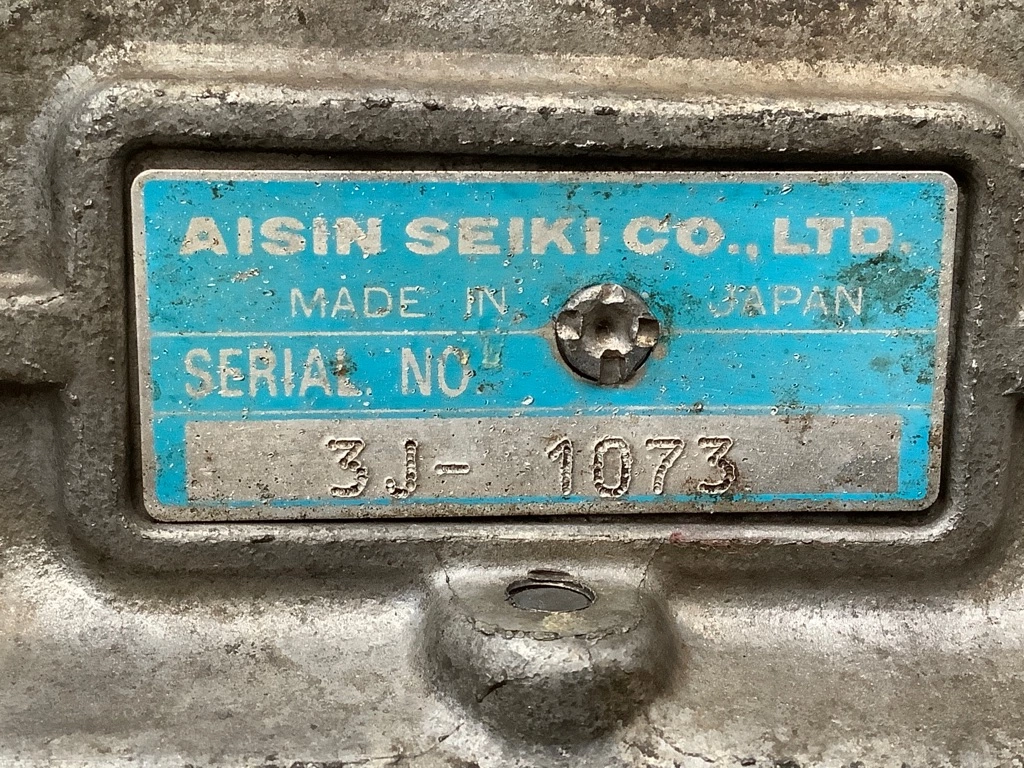 AISIN SEIKI CO., LTD.
MADE IN JAPAN
SERIAL NO
3J- 1073